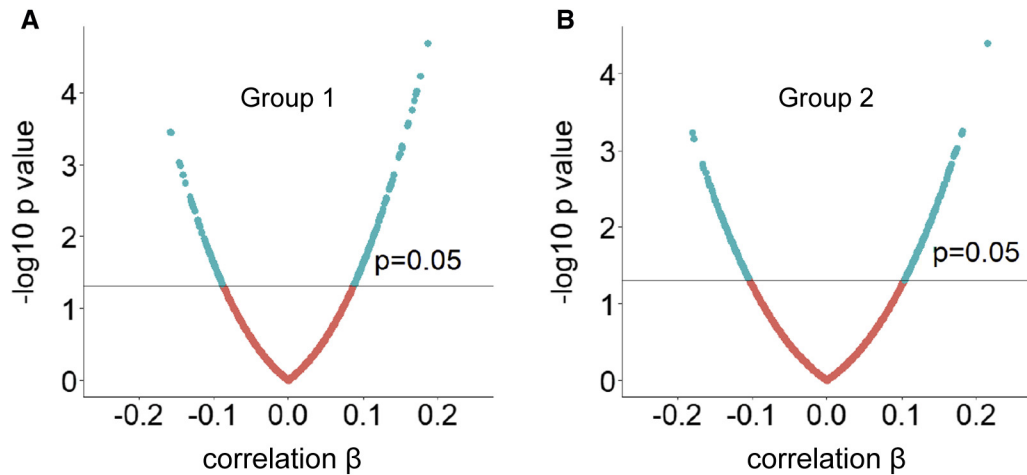 A
Group 1
p=0.05
-log10 p value
4
3
2
1
0
-0.2 -0.1 0.0 0.1 0.2
correlation β
B
Group 2
p=0.05
-log10 p value
4
3
2
1
0
-0.2 -0.1 0.0 0.1 0.2
correlation β